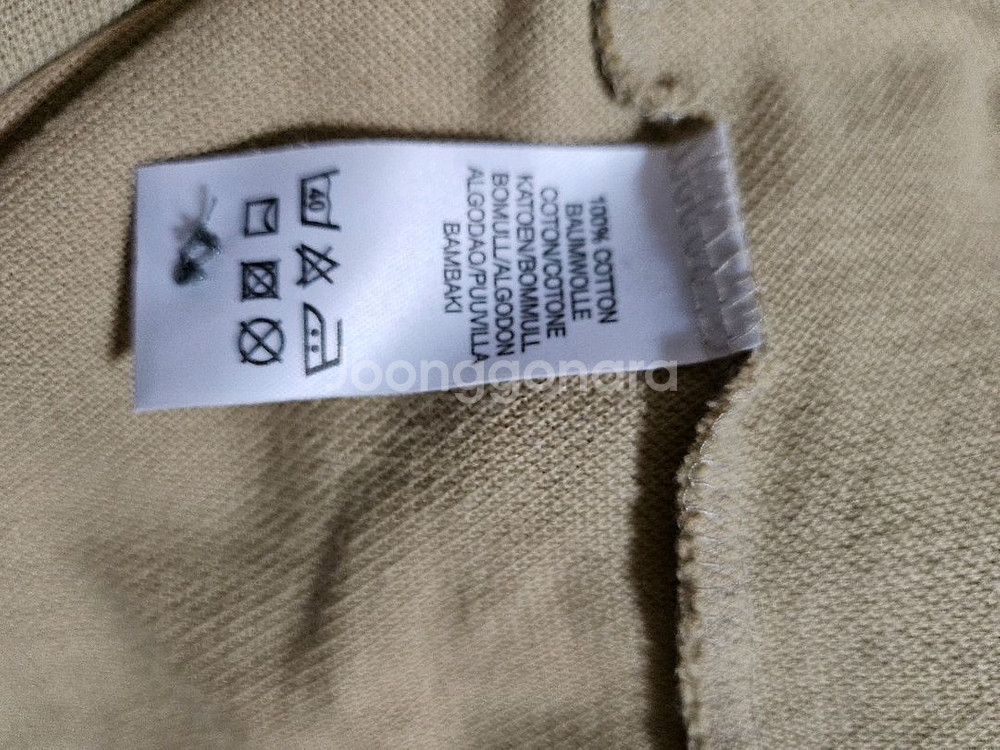 100% COTTON
BAUMWOLLE
COTON/COTONE
KATOEN/BOMMULL
BOMULL/ALGODON
ALGODAO/PUUVILLA
BAMBAKI
40
Joonggonara